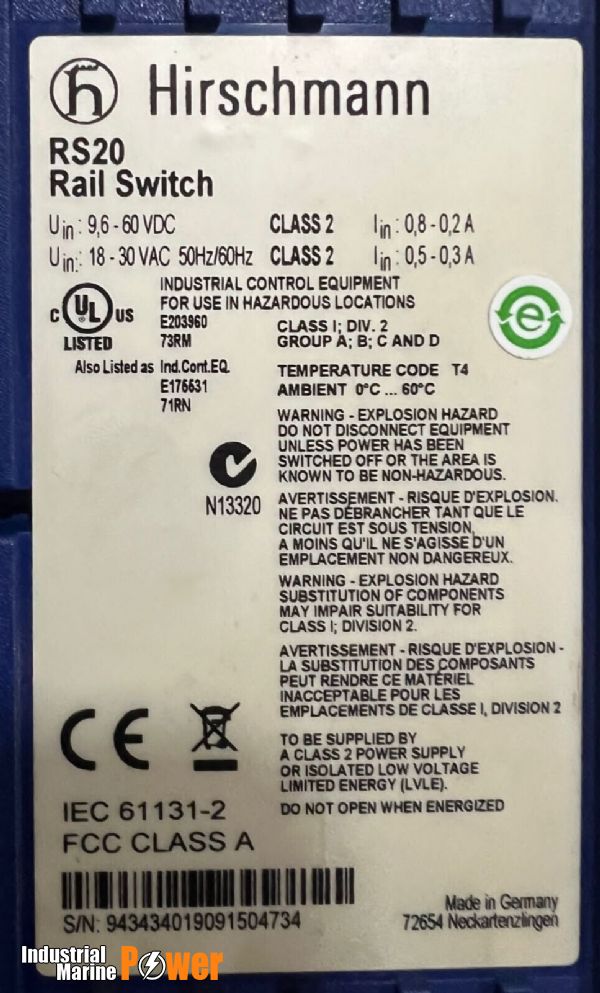 Hirschmann
RS20
Rail Switch
Uin: 9,6 - 60 VDC CLASS 2 Iin: 0,8 - 0,2 A
Uin: 18 - 30 VAC 50Hz/60Hz CLASS 2 Iin: 0,5 - 0,3 A
INDUSTRIAL CONTROL EQUIPMENT
FOR USE IN HAZARDOUS LOCATIONS
C UL US
LISTED
E203960
73RM
CLASS I; DIV. 2
GROUP A; B; C AND D
e
Also Listed as Ind.Cont.EQ.
E176631
71RN
TEMPERATURE CODE T4
AMBIENT 0°C ... 60°C
WARNING - EXPLOSION HAZARD
DO NOT DISCONNECT EQUIPMENT
UNLESS POWER HAS BEEN
SWITCHED OFF OR THE AREA IS
KNOWN TO BE NON-HAZARDOUS.
N13320
AVERTISSEMENT - RISQUE D'EXPLOSION.
NE PAS DÉBRANCHER TANT QUE LE
CIRCUIT EST SOUS TENSION,
A MOINS QU'IL NE S'AGISSE D'UN
EMPLACEMENT NON DANGEREUX.
WARNING - EXPLOSION HAZARD
SUBSTITUTION OF COMPONENTS
MAY IMPAIR SUITABILITY FOR
CLASS I; DIVISION 2.
AVERTISSEMENT - RISQUE D'EXPLOSION -
LA SUBSTITUTION DES COMPOSANTS
PEUT RENDRE CE MATÉRIEL
INACCEPTABLE POUR LES
EMPLACEMENTS DE CLASSE I, DIVISION 2
CE
TO BE SUPPLIED BY
A CLASS 2 POWER SUPPLY
OR ISOLATED LOW VOLTAGE
LIMITED ENERGY (LVLE).
DO NOT OPEN WHEN ENERGIZED
IEC 61131-2
FCC CLASS A
S/N: 943434019091504734
Made in Germany
72654 Neckartenzlingen
Industrial
Marine Power